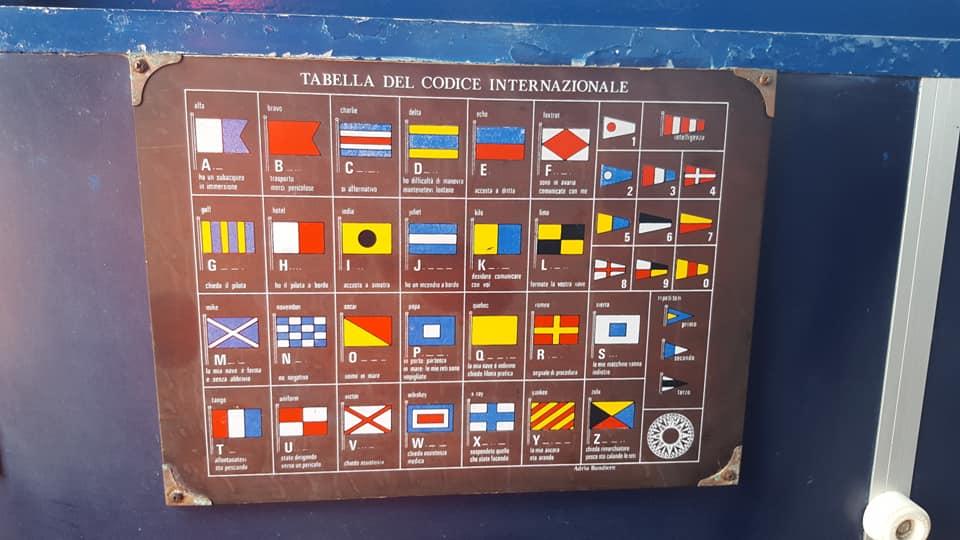 TABELLA DEL CODICE INTERNAZIONALE
alfa
A
ha un subacqueo
in immersione
bravo
B
trasporto
merci pericolose
charlie
C
si affermativo
delta
D
ho difficoltà di manovra
mantenetevi lontano
echo
E
accosto a dritta
foxtrot
F
sono in avaria
comunicate con me
1
intelligenza
2
3
4
golf
G
chiedo il pilota
hotel
H
ho il pilota a bordo
india
I
accosto a sinistra
juliet
J
ho un incendio a bordo
kilo
K
desidero comunicare
con voi
lima
L
fermate la vostra nave
5
6
7
8
9
0
mike
M
la mia nave è ferma
e senza abbrivio
november
N
no negativo
oscar
O
uomo in mare
papa
P
in porto: partenza
in mare: le mie reti sono
impigliate
quebec
Q
la mia nave è indenne
chiedo libera pratica
romeo
R
segnale di procedura
sierra
S
le mie macchine vanno
indietro
ripetitori
primo
secondo
terzo
tango
T
allontanatevi
sto pescando
uniform
U
state dirigendo
verso un pericolo
victor
V
chiedo assistenza
whiskey
W
chiedo assistenza
medica
x ray
X
sospendete quello
che state facendo
yankee
Y
la mia ancora
sta arando
zulu
Z
chiedo rimorchiatore
pesca sto calando le reti
Adria Bandiere